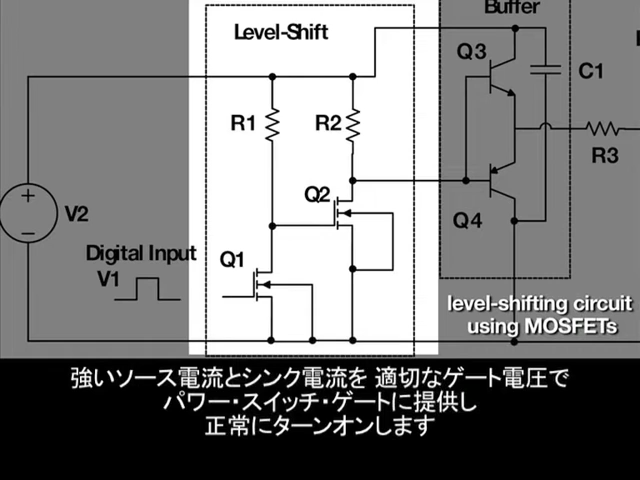 Buffer
Level-Shift
Q3
C1
R1
R2
R3
Q2
V2
Q4
Digital Input
V1
Q1
level-shifting circuit
using MOSFETs
強いソース電流とシンク電流を 適切なゲート電圧で
パワー・スイッチ・ゲートに提供し
正常にターンオンします